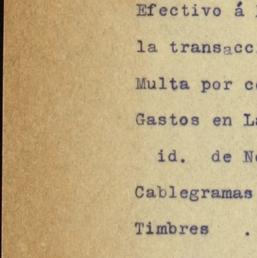 Efectivo á
la transacc
Multa por c
Gastos en L
id. de N
Cablegramas
Timbres .